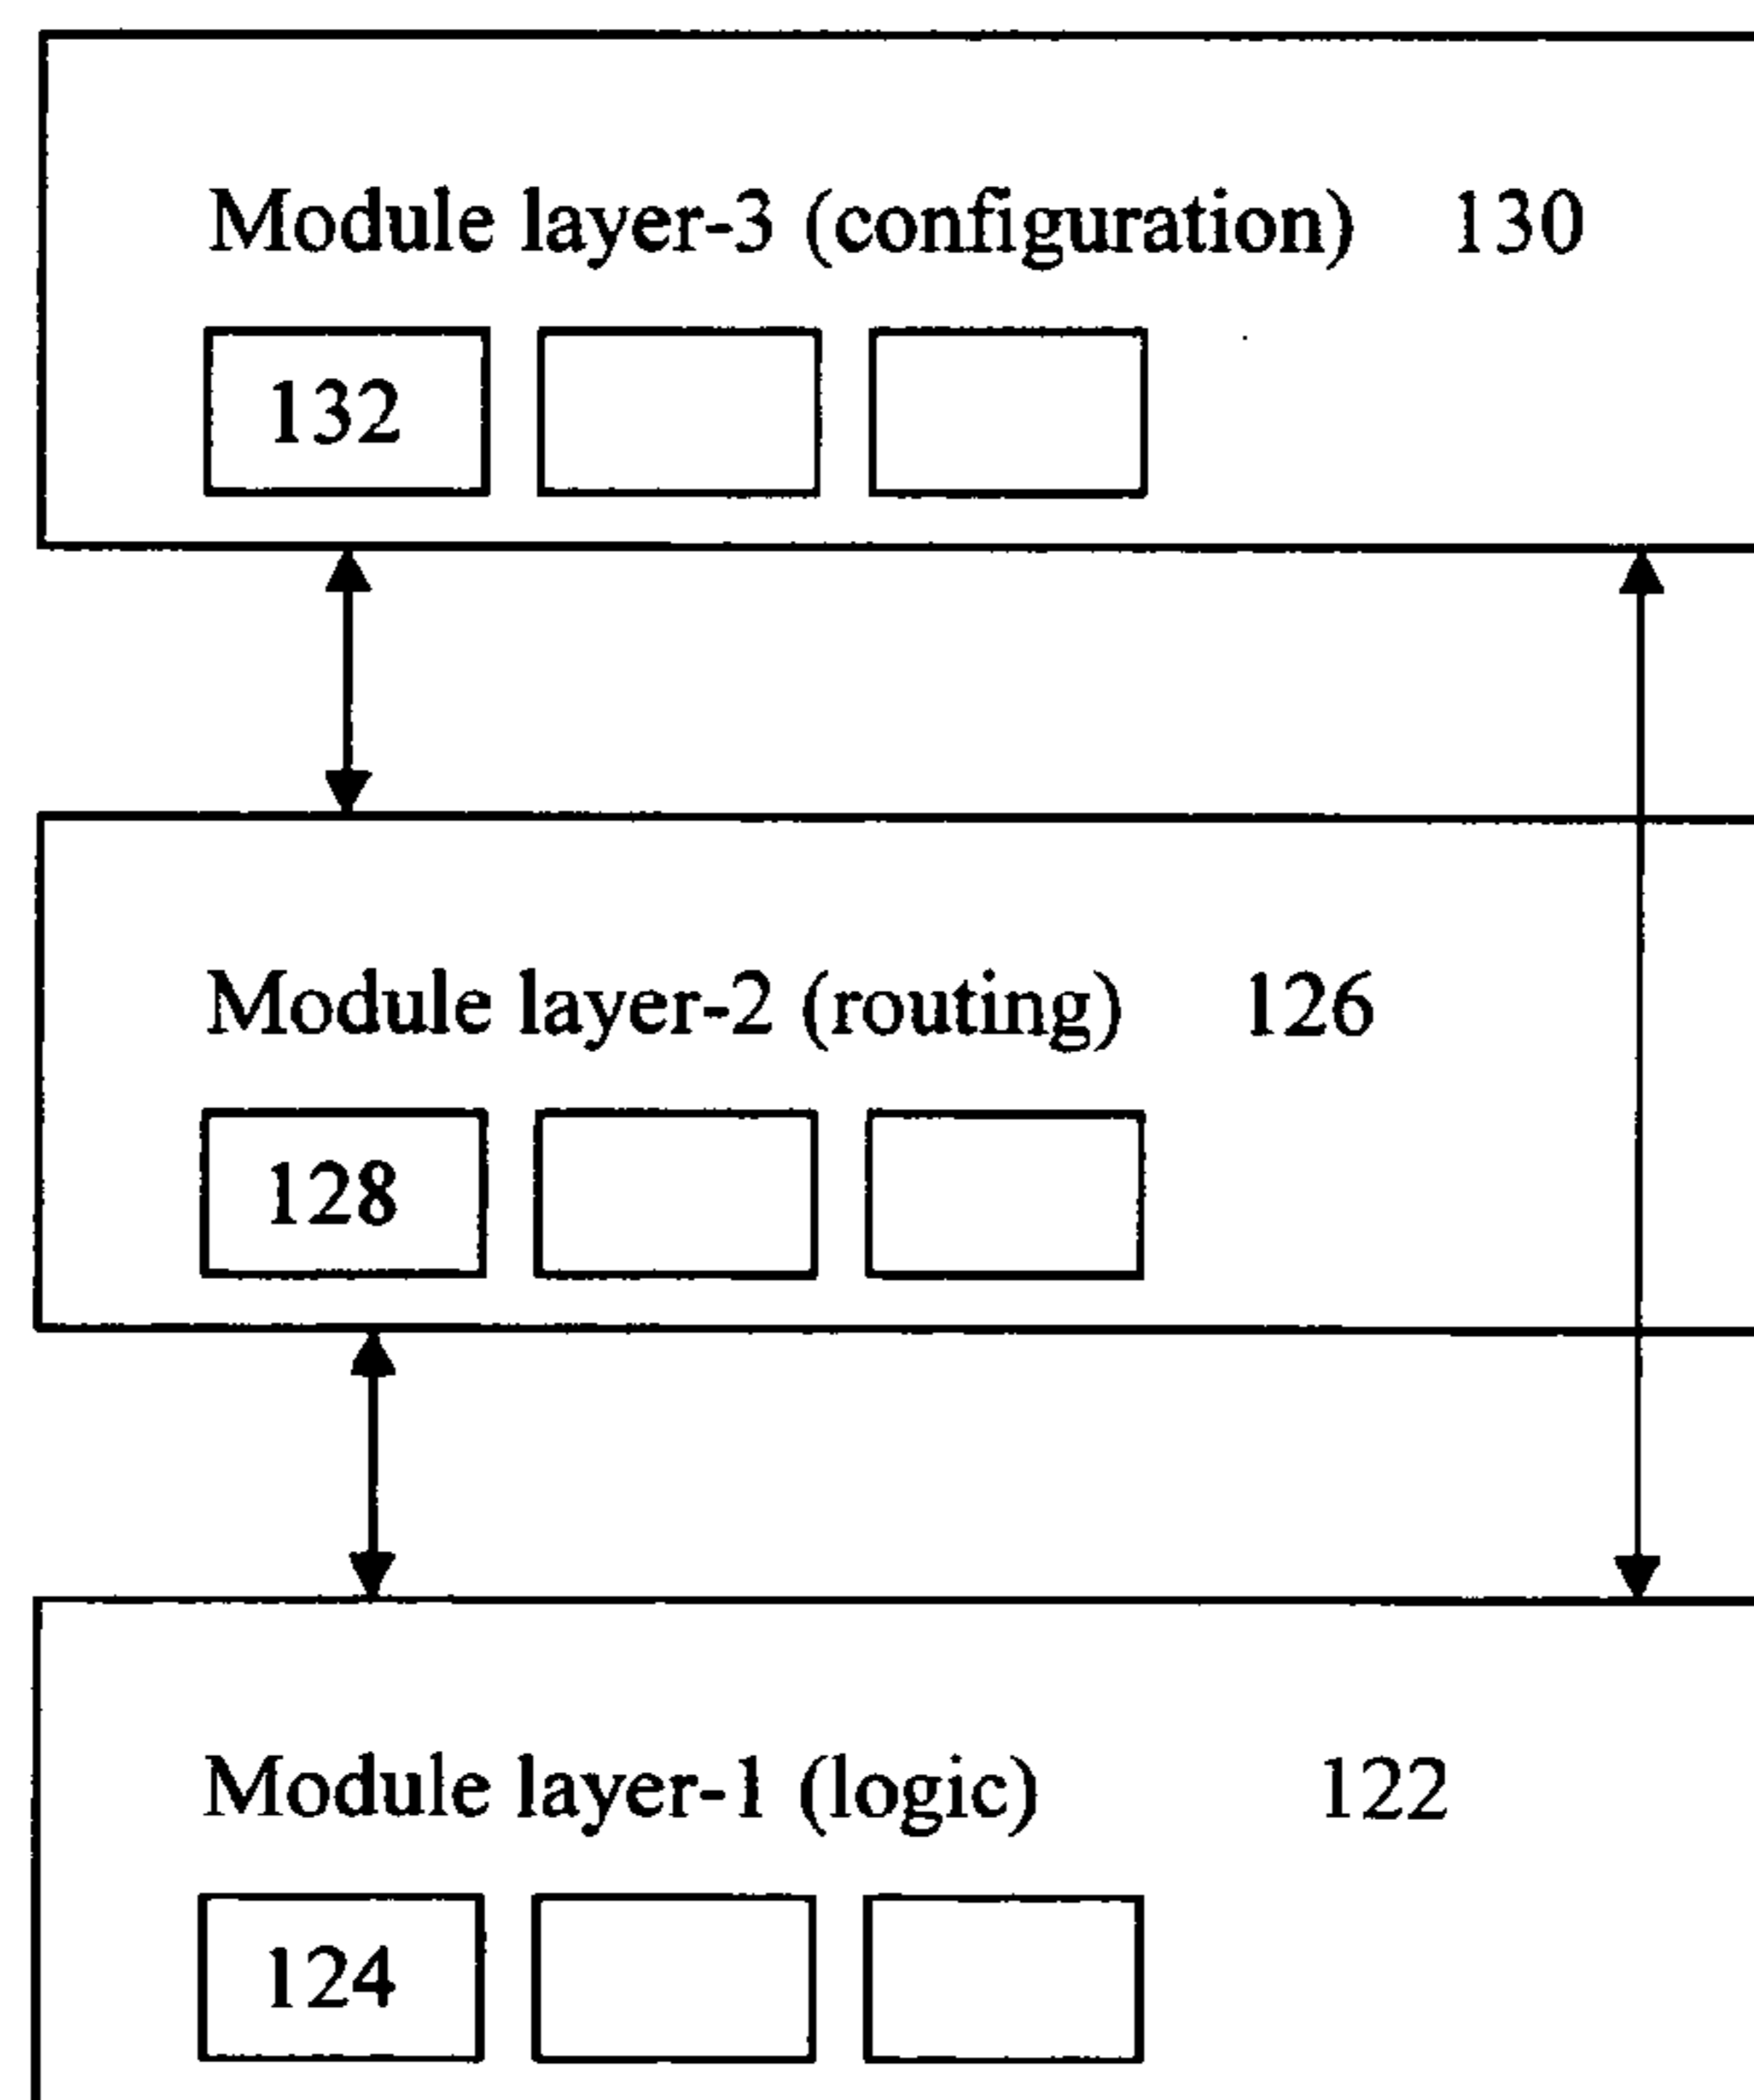 Module layer-3 (configuration) 130
132
Module layer-2 (routing) 126
128
Module layer-1 (logic) 122
124